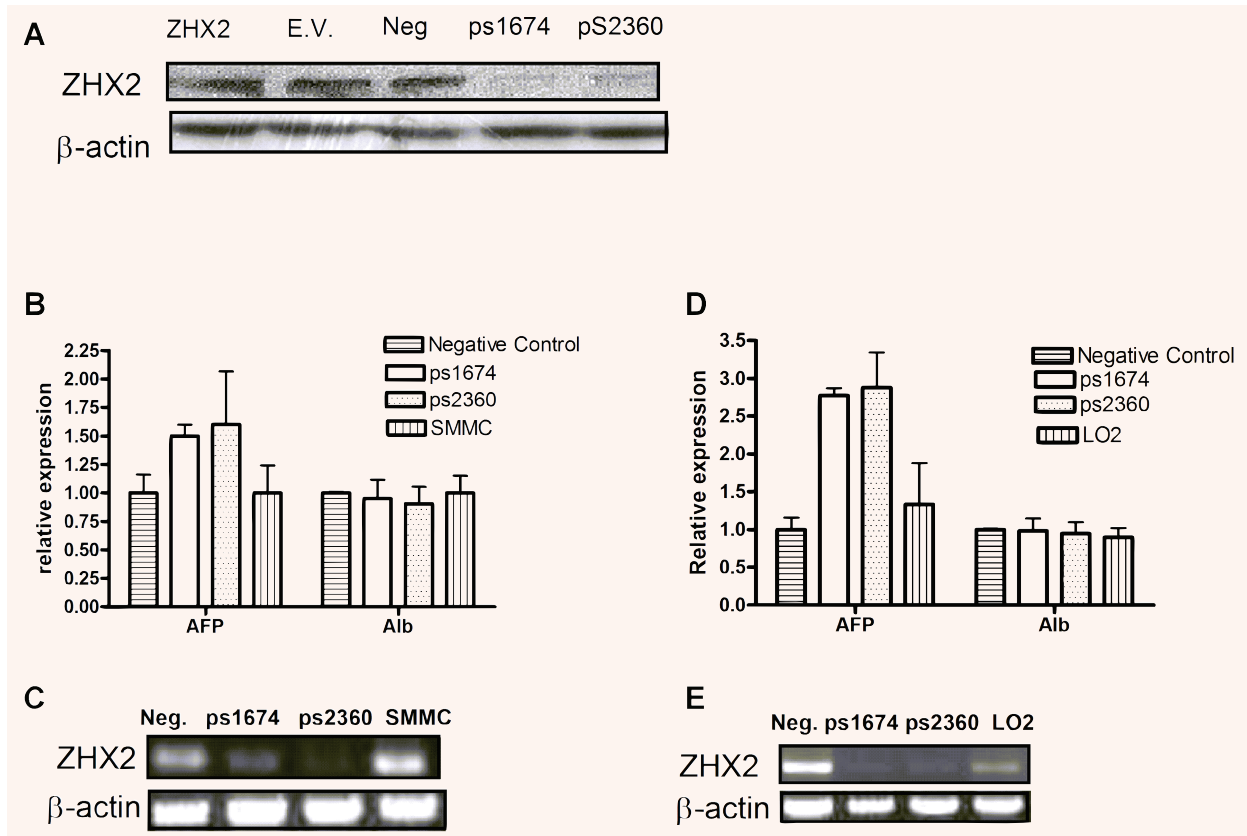 A
ZHX2 E.V. Neg ps1674 pS2360
ZHX2
β-actin
B
2.25
2.00
1.75
1.50
1.25
1.00
0.75
0.50
0.25
0.00
relative expression
Negative Control
ps1674
ps2360
SMMC
AFP Alb
D
3.5
3.0
2.5
2.0
1.5
1.0
0.5
0.0
Relative expression
Negative Control
ps1674
ps2360
LO2
AFP Alb
C
Neg. ps1674 ps2360 SMMC
ZHX2
β-actin
E
Neg. ps1674 ps2360 LO2
ZHX2
β-actin